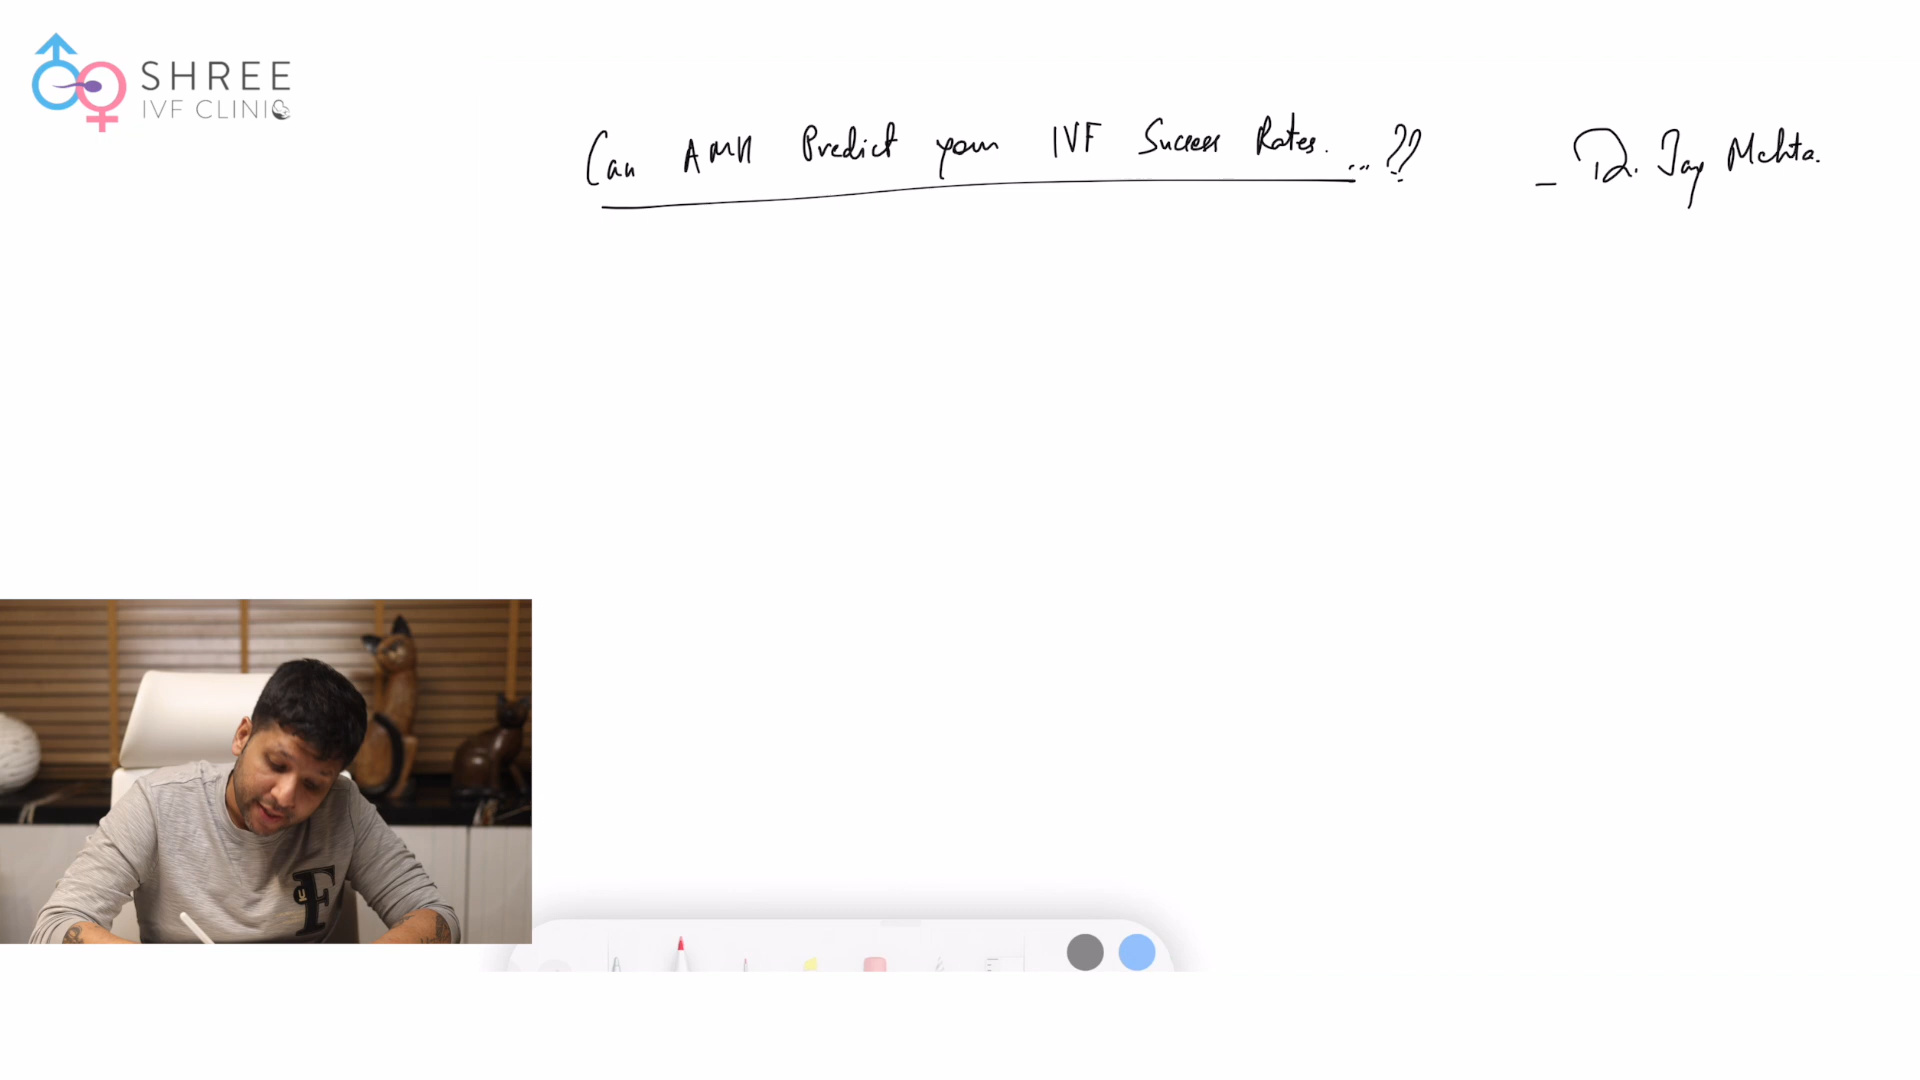 SHREE
IVF CLINIC
Can AMH Predict your IVF Success Rates. ...??
_ Dr. Jay Mehta.
F